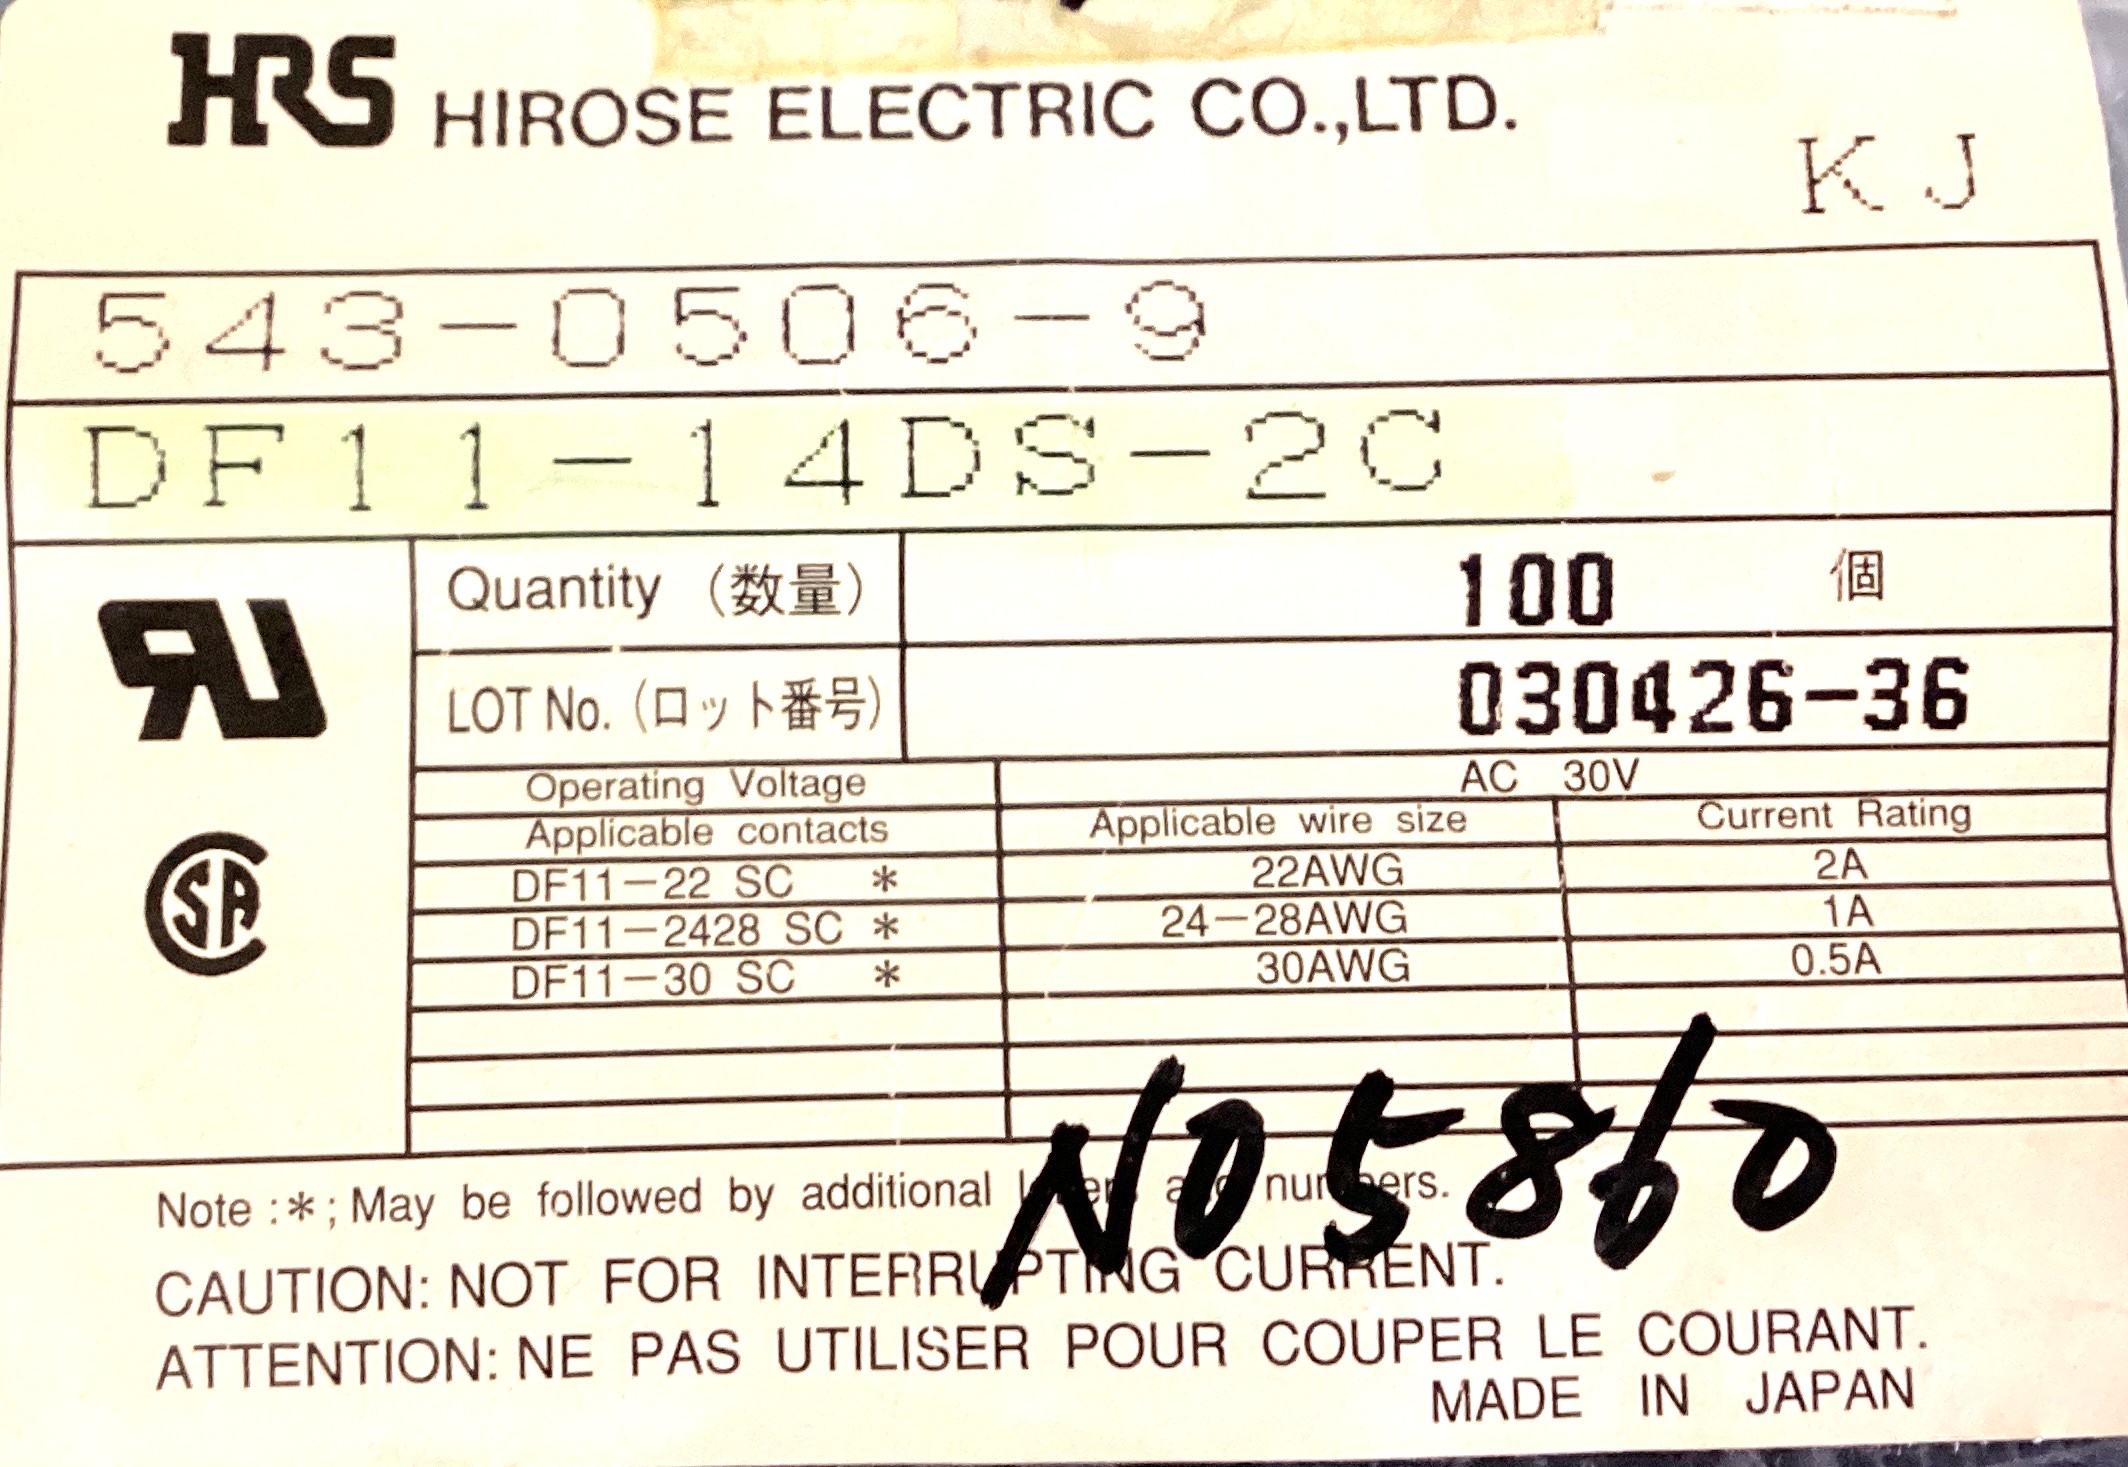 HRS HIROSE ELECTRIC CO.,LTD.
KJ
543-0506-9
DF11-14DS-2C
Quantity (数量) 100 個
LOT No. (ロット番号) 030426-36
Operating Voltage AC 30V
Applicable contacts Applicable wire size Current Rating
DF11-22 SC * 22AWG 2A
DF11-2428 SC * 24-28AWG 1A
DF11-30 SC * 30AWG 0.5A
NO5860
Note :*; May be followed by additional letters and numbers.
CAUTION: NOT FOR INTERRUPTING CURRENT.
ATTENTION: NE PAS UTILISER POUR COUPER LE COURANT.
MADE IN JAPAN